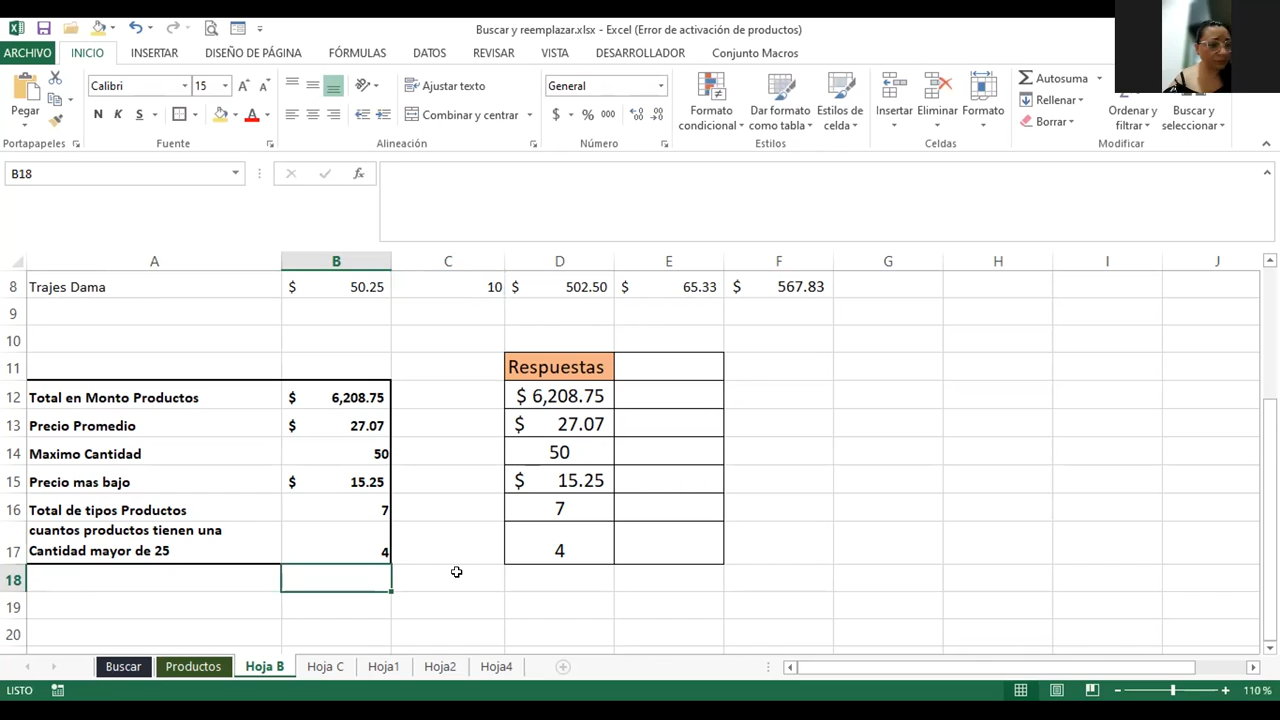 Buscar y reemplazar.xlsx - Excel (Error de activación de productos)
ARCHIVO INICIO INSERTAR DISEÑO DE PÁGINA FÓRMULAS DATOS REVISAR VISTA DESARROLLADOR Conjunto Macros
Calibri 15 Ajustar texto General Autosuma
Pegar Formato condicional Dar formato como tabla Estilos de celda Insertar Eliminar Formato Rellenar Ordenar y filtrar Buscar y seleccionar
N K S A Combinar y centrar $ % 000 Borrar
Portapapeles Fuente Alineación Número Estilos Celdas Modificar
B18 fx
A B C D E F G H I J
8 Trajes Dama $ 50.25 10 $ 502.50 $ 65.33 $ 567.83
9
10
11 Respuestas
12 Total en Monto Productos $ 6,208.75 $ 6,208.75
13 Precio Promedio $ 27.07 $ 27.07
14 Maximo Cantidad 50 50
15 Precio mas bajo $ 15.25 $ 15.25
16 Total de tipos Productos 7 7
cuantos productos tienen una
17 Cantidad mayor de 25 4 4
18
19
20
Buscar Productos Hoja B Hoja C Hoja1 Hoja2 Hoja4
LISTO 110 %